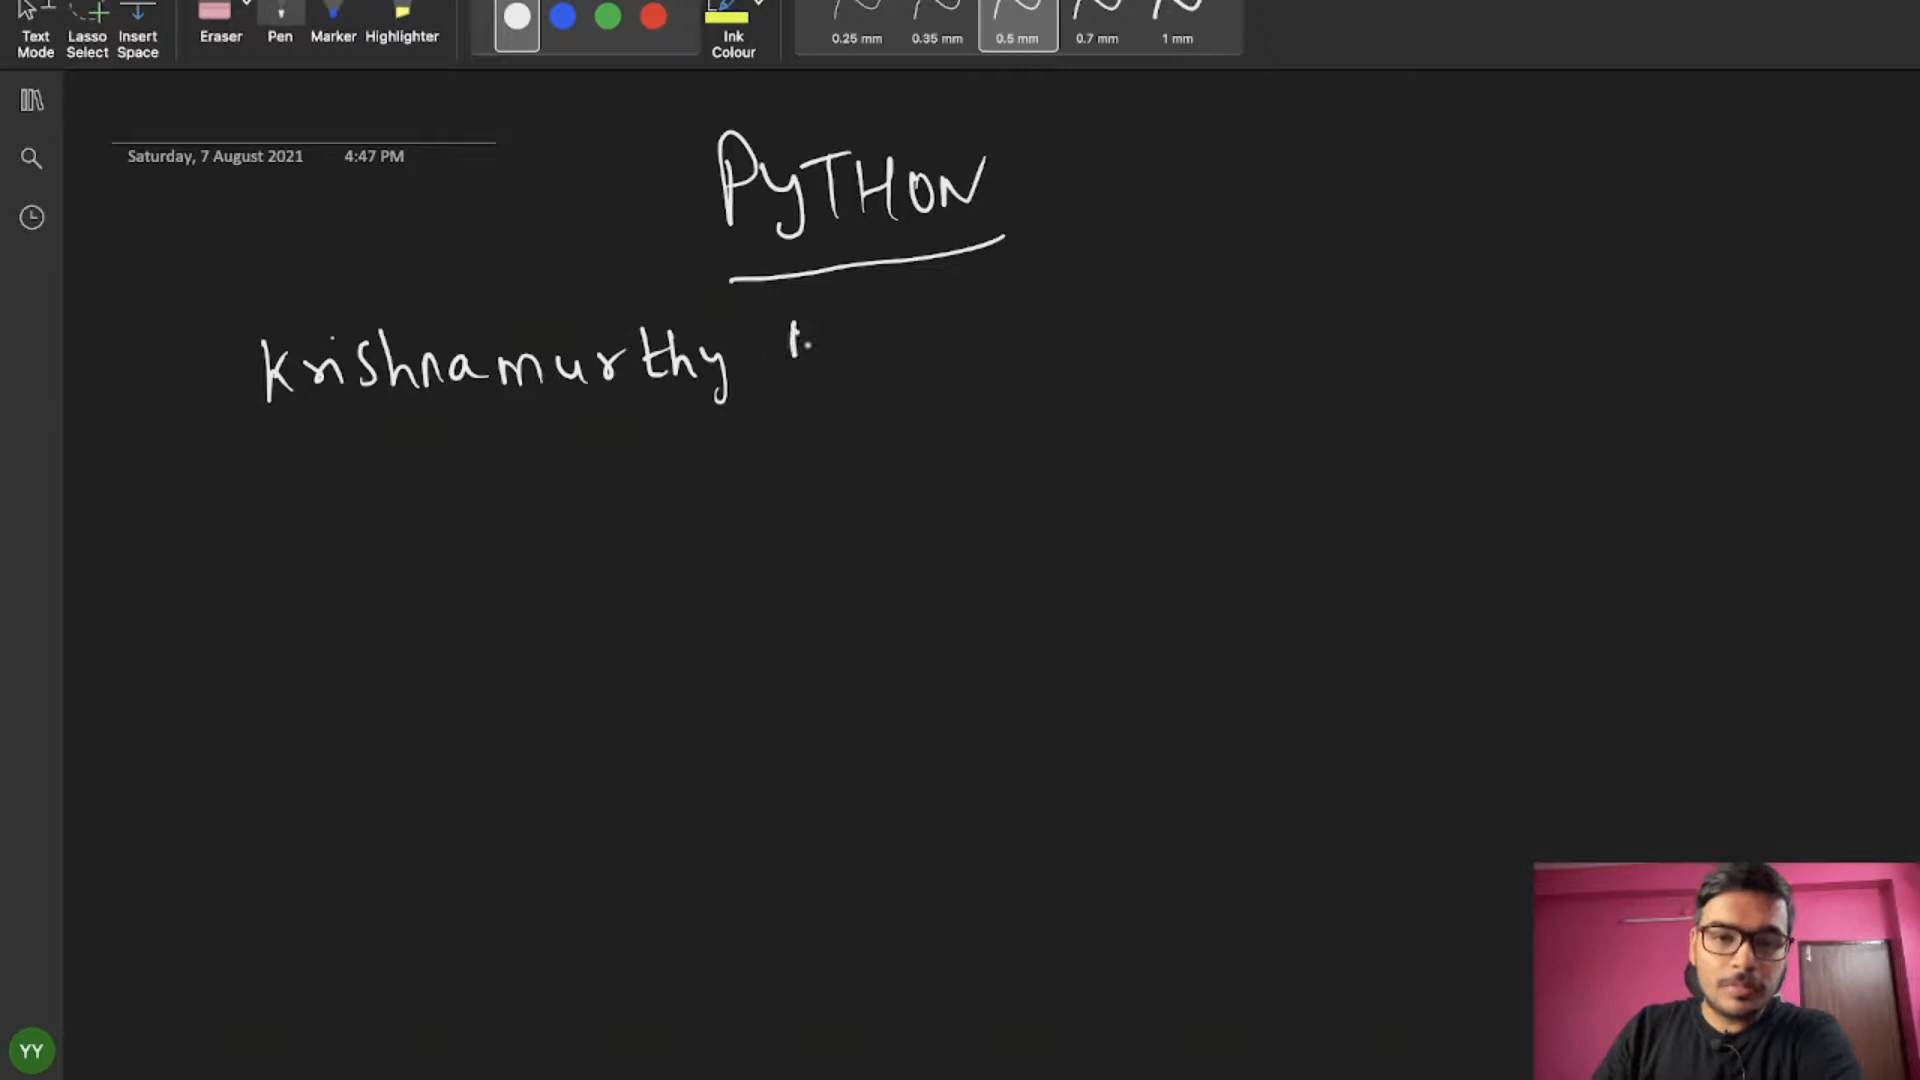 Text Mode
Lasso Select
Insert Space
Eraser
Pen
Marker
Highlighter
Ink Colour
0.25 mm
0.35 mm
0.5 mm
0.7 mm
1 mm
Saturday, 7 August 2021 4:47 PM
PyTHON
Krishnamurthy
YY